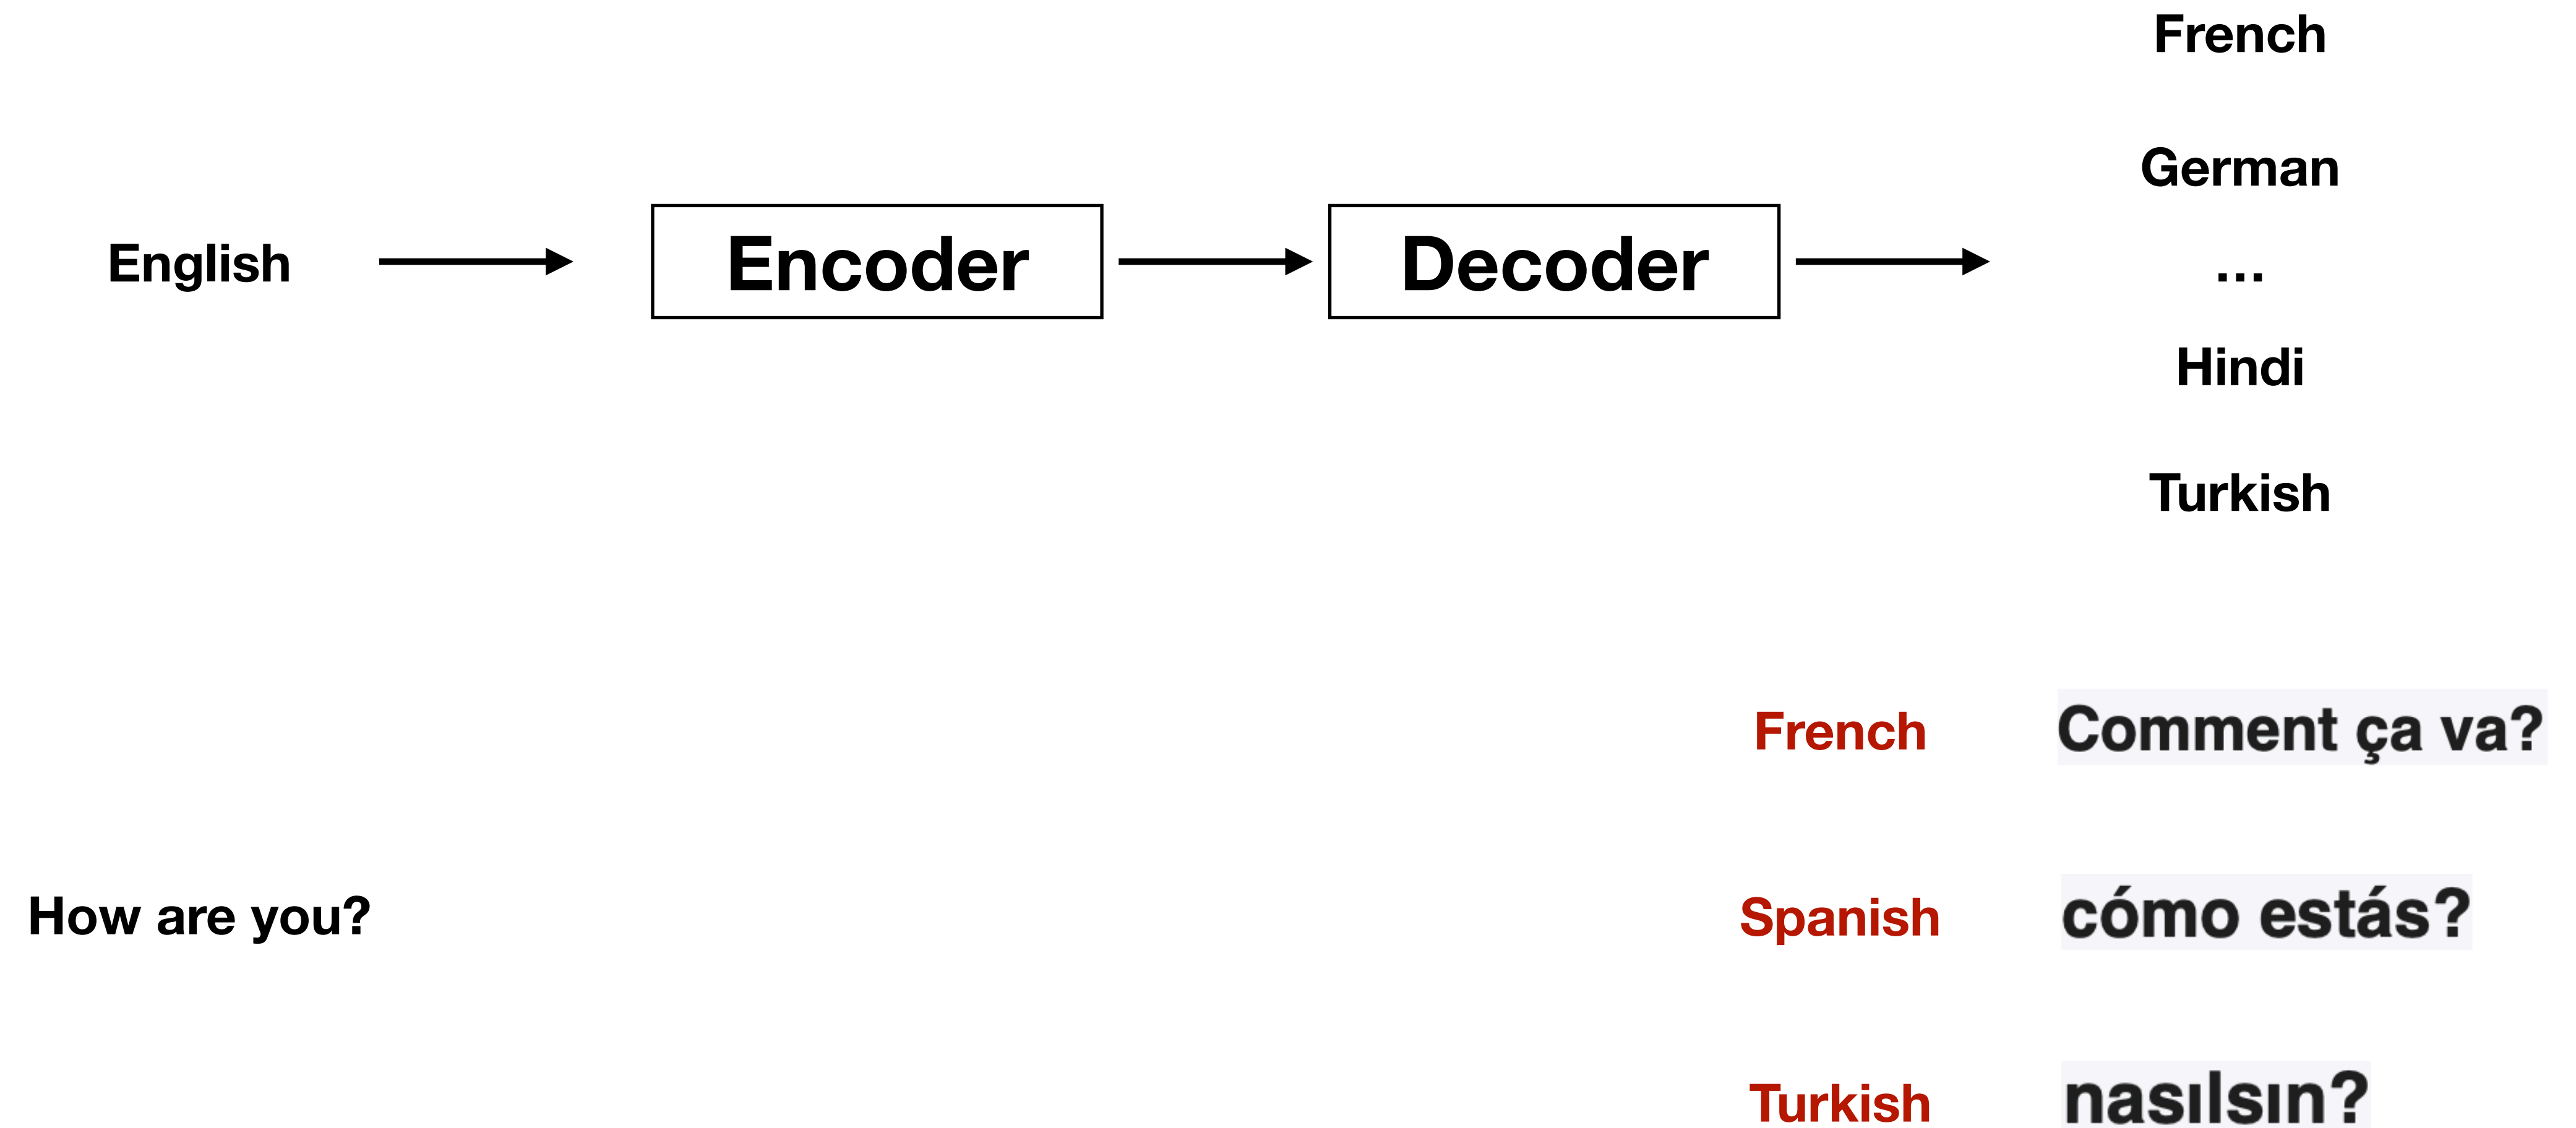 French
German
English Encoder Decoder ...
Hindi
Turkish
French Comment ça va?
How are you? Spanish cómo estás?
Turkish nasılsın?